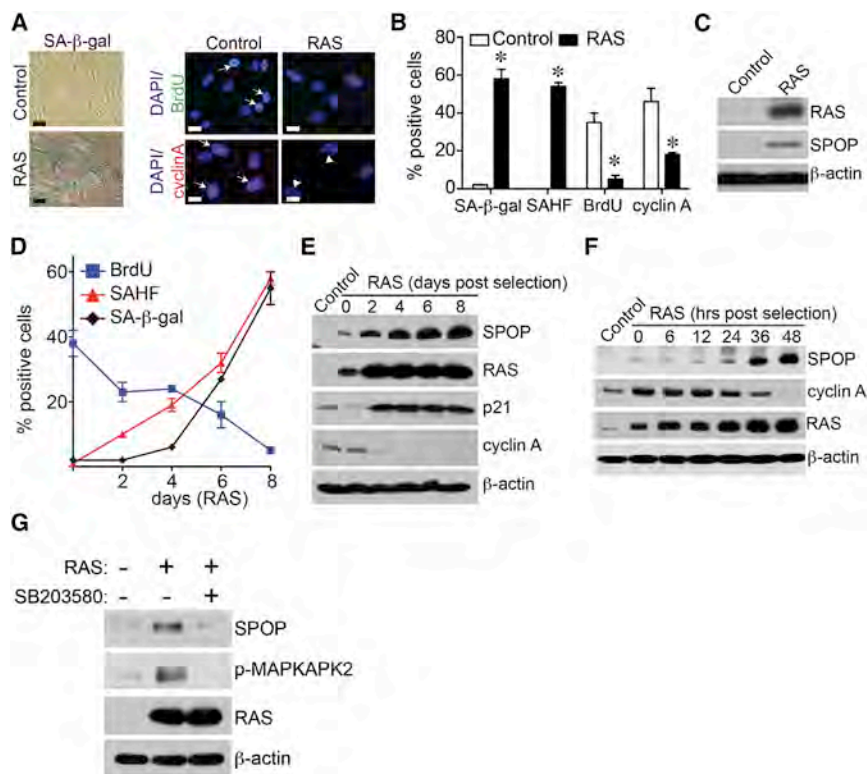 A
SA-β-gal
Control
RAS
Control RAS
DAPI/
BrdU
DAPI/
cyclinA
B
Control RAS
% positive cells
60
40
20
0
* * * *
SA-β-gal SAHF BrdU cyclin A
C
Control RAS
RAS
SPOP
β-actin
D
BrdU
SAHF
SA-β-gal
% positive cells
60
40
20
2 4 6 8
days (RAS)
E
Control RAS (days post selection)
0 2 4 6 8
SPOP
RAS
p21
cyclin A
β-actin
F
Control RAS (hrs post selection)
0 6 12 24 36 48
SPOP
cyclin A
RAS
β-actin
G
RAS: - + +
SB203580: - - +
SPOP
p-MAPKAPK2
RAS
β-actin